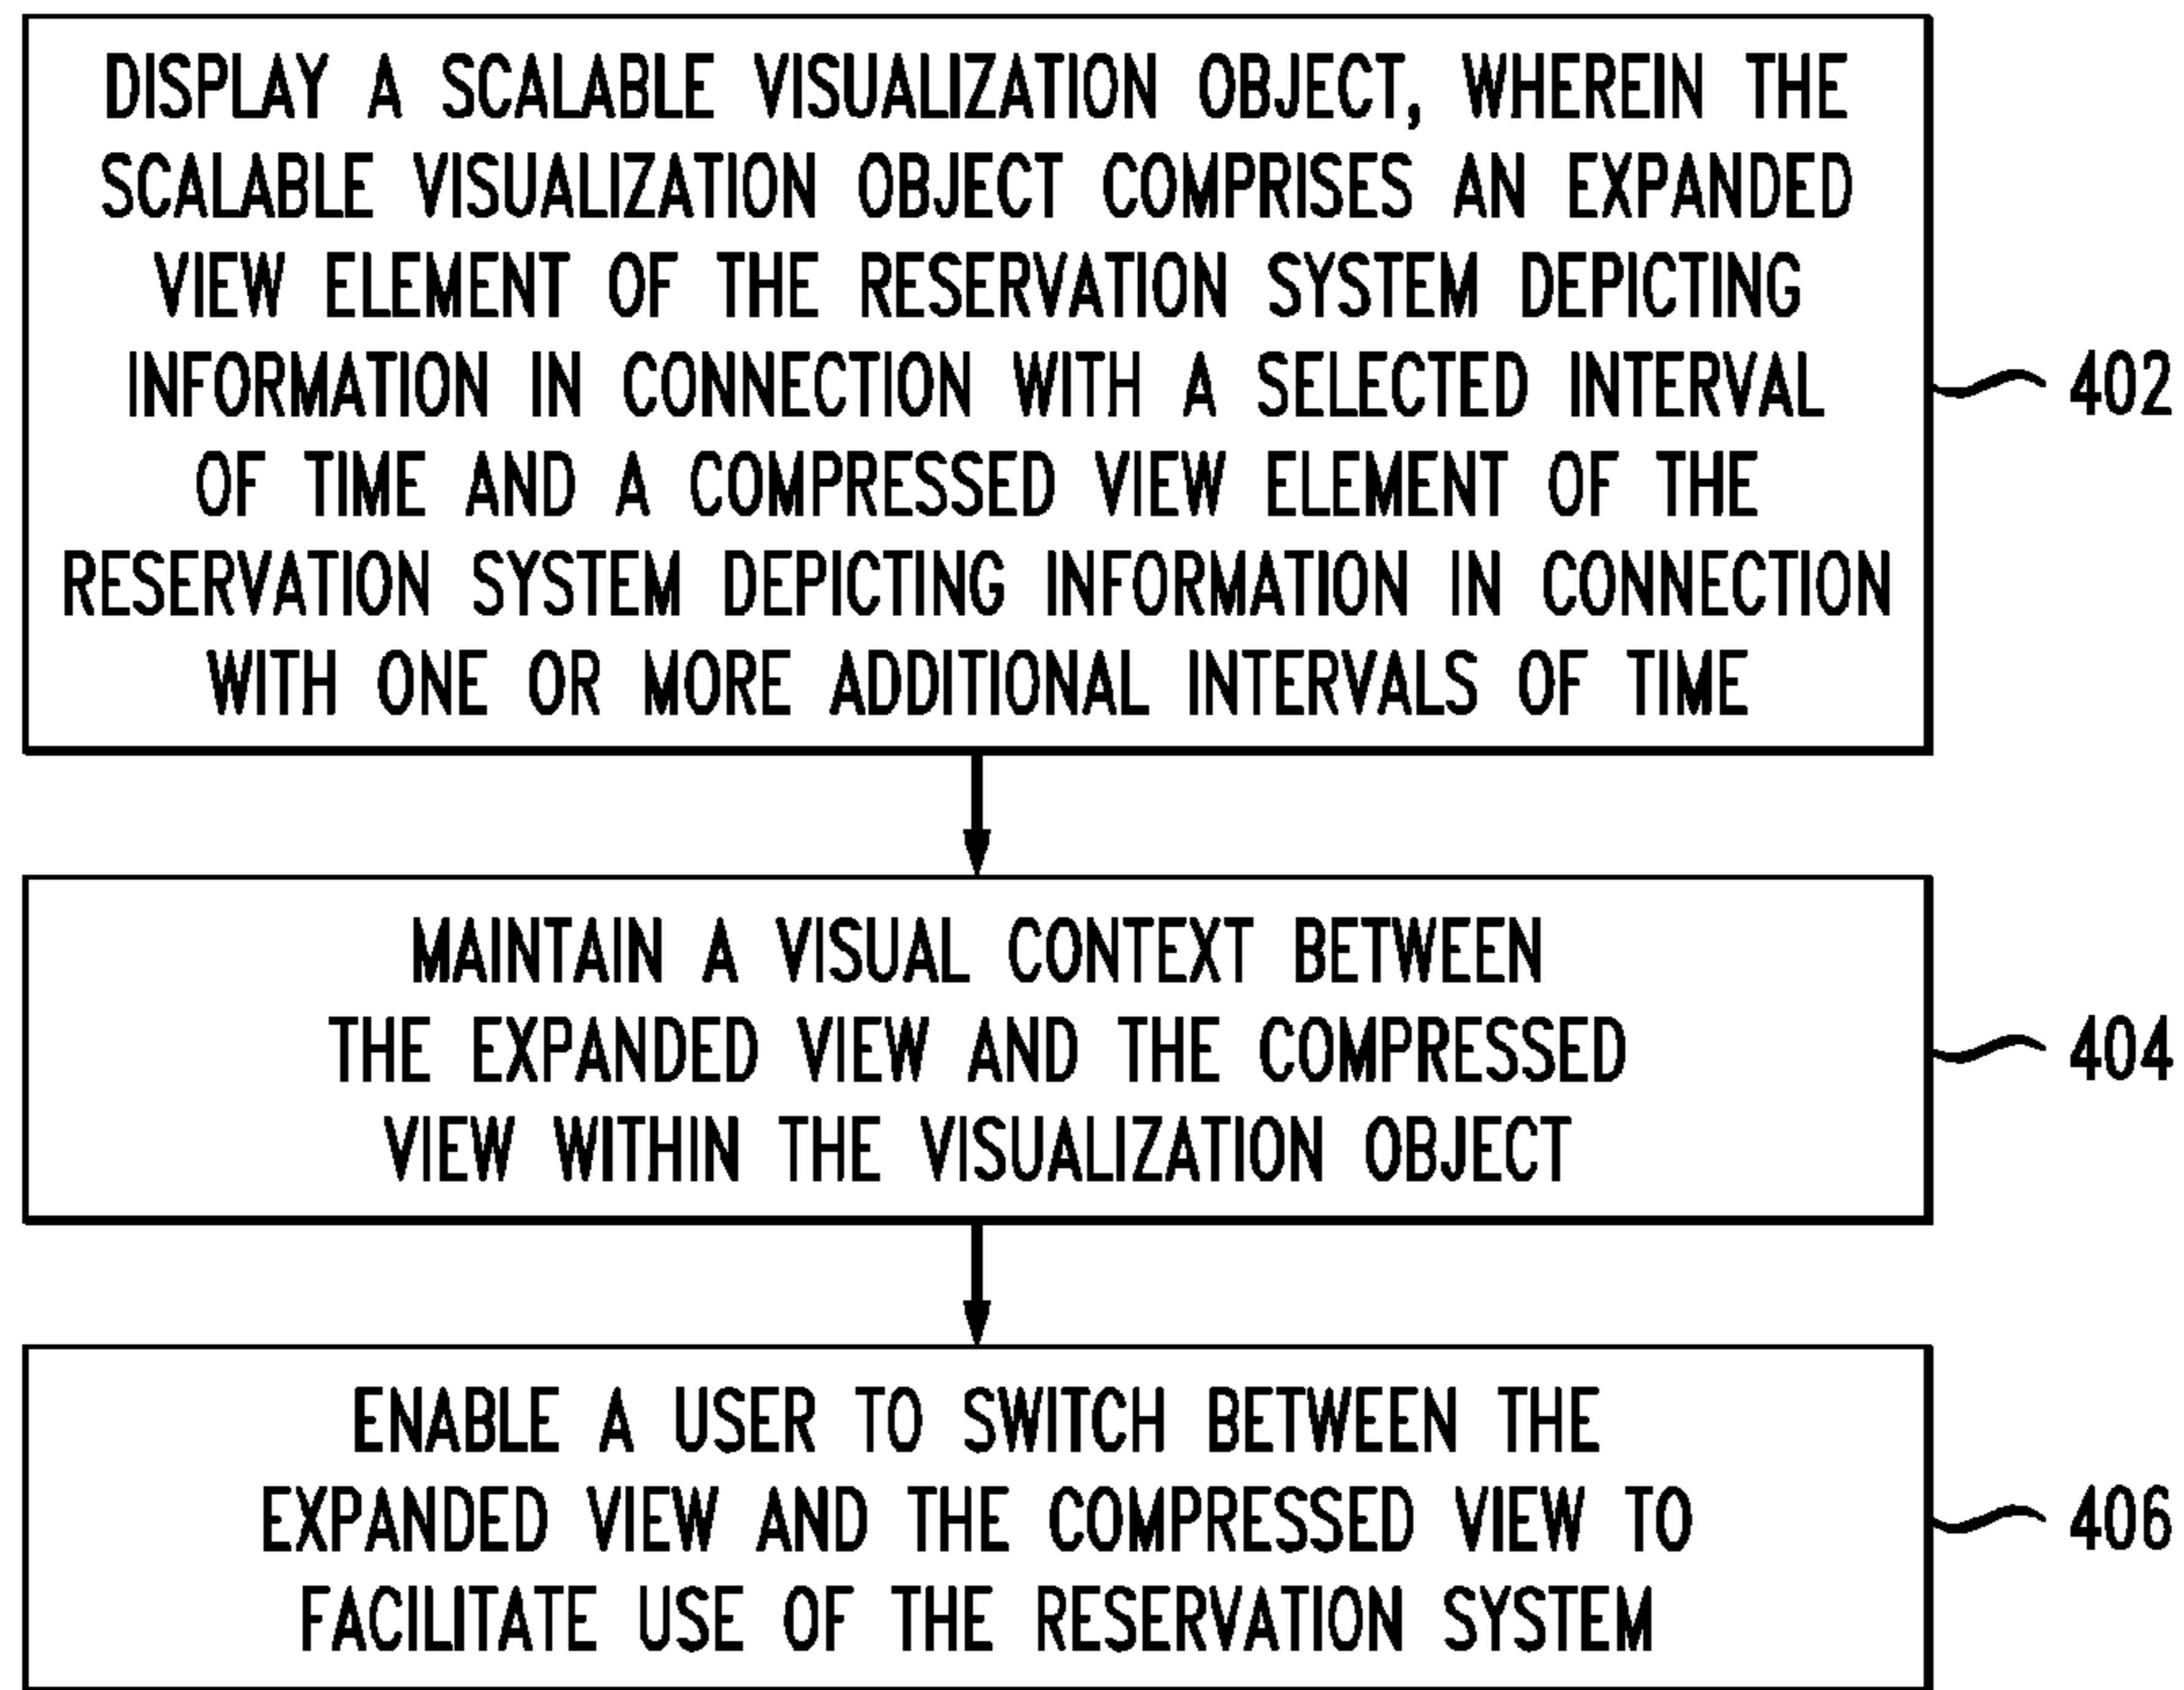 DISPLAY A SCALABLE VISUALIZATION OBJECT, WHEREIN THE
SCALABLE VISUALIZATION OBJECT COMPRISES AN EXPANDED
VIEW ELEMENT OF THE RESERVATION SYSTEM DEPICTING
INFORMATION IN CONNECTION WITH A SELECTED INTERVAL
OF TIME AND A COMPRESSED VIEW ELEMENT OF THE
RESERVATION SYSTEM DEPICTING INFORMATION IN CONNECTION
WITH ONE OR MORE ADDITIONAL INTERVALS OF TIME
402
MAINTAIN A VISUAL CONTEXT BETWEEN
THE EXPANDED VIEW AND THE COMPRESSED
VIEW WITHIN THE VISUALIZATION OBJECT
404
ENABLE A USER TO SWITCH BETWEEN THE
EXPANDED VIEW AND THE COMPRESSED VIEW TO
FACILITATE USE OF THE RESERVATION SYSTEM
406